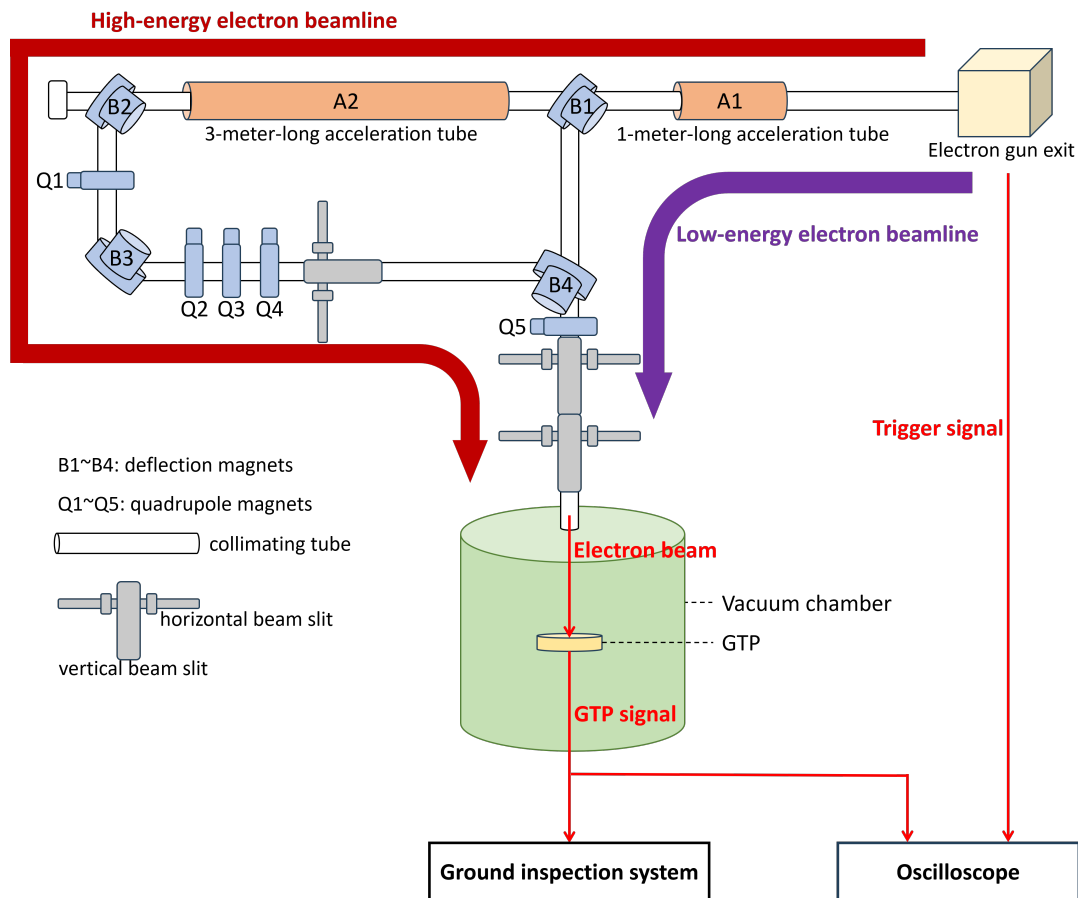 High-energy electron beamline
B2
A2
B1
A1
3-meter-long acceleration tube
1-meter-long acceleration tube
Electron gun exit
Q1
Low-energy electron beamline
B3
B4
Q2
Q3
Q4
Q5
Trigger signal
B1~B4: deflection magnets
Q1~Q5: quadrupole magnets
collimating tube
Electron beam
horizontal beam slit
Vacuum chamber
GTP
vertical beam slit
GTP signal
Ground inspection system
Oscilloscope